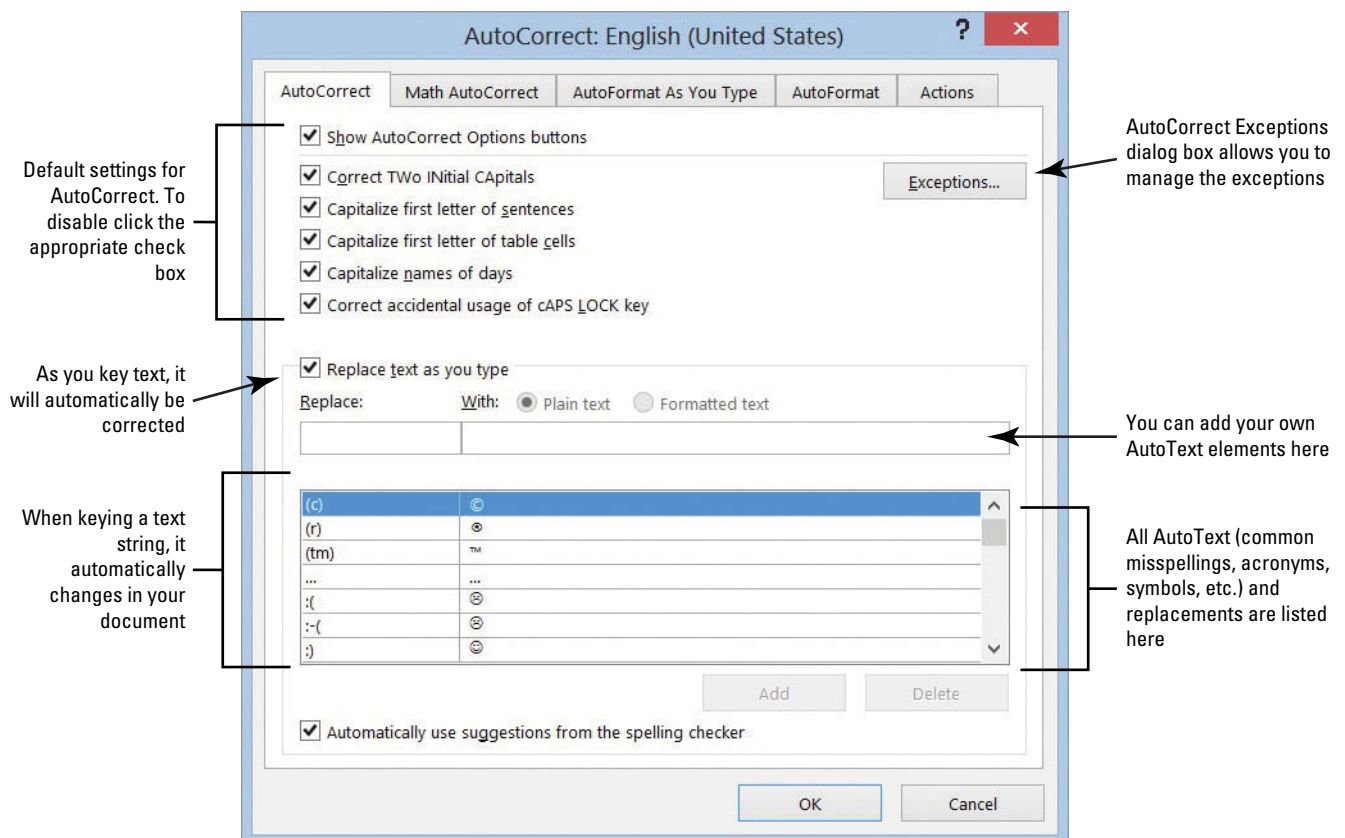 AutoCorrect: English (United States)
?
AutoCorrect
Math AutoCorrect
AutoFormat As You Type
AutoFormat
Actions
Default settings for
AutoCorrect. To
disable click the
appropriate check
box
Show AutoCorrect Options buttons
Correct TWo INitial CApitals
Exceptions...
Capitalize first letter of sentences
Capitalize first letter of table cells
Capitalize names of days
Correct accidental usage of cAPS LOCK key
AutoCorrect Exceptions
dialog box allows you to
manage the exceptions
As you key text, it
will automatically be
corrected
Replace text as you type
Replace:
With:
Plain text
Formatted text
You can add your own
AutoText elements here
When keying a text
string, it
automatically
changes in your
document
(c) ©
(r) ®
(tm) ™
... ...
:( ☹
:-( ☹
:) ☺
All AutoText (common
misspellings, acronyms,
symbols, etc.) and
replacements are listed
here
Add
Delete
Automatically use suggestions from the spelling checker
OK
Cancel